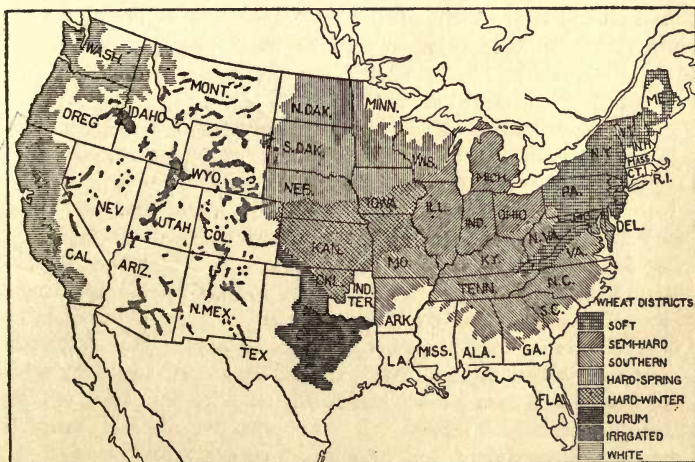 WASH.
MONT.
N.DAK.
MINN.
ME.
OREG
IDAHO
S.DAK.
WIS.
MICH.
N.Y.
VT.
N.H.
MASS.
CT.
R.I.
WYO.
NEB.
IOWA
PA.
NEV
UTAH
COL.
ILL.
IND.
OHIO
DEL.
W.VA.
VA.
CAL
KAN.
MO.
KY.
ARIZ.
N.MEX.
OKL.
IND.
TER.
TENN.
N.C.
ARK.
S.C.
TEX
LA.
MISS.
ALA.
GA.
FLA.
WHEAT DISTRICTS
SOFT
SEMI-HARD
SOUTHERN
HARD-SPRING
HARD-WINTER
DURUM
IRRIGATED
WHITE